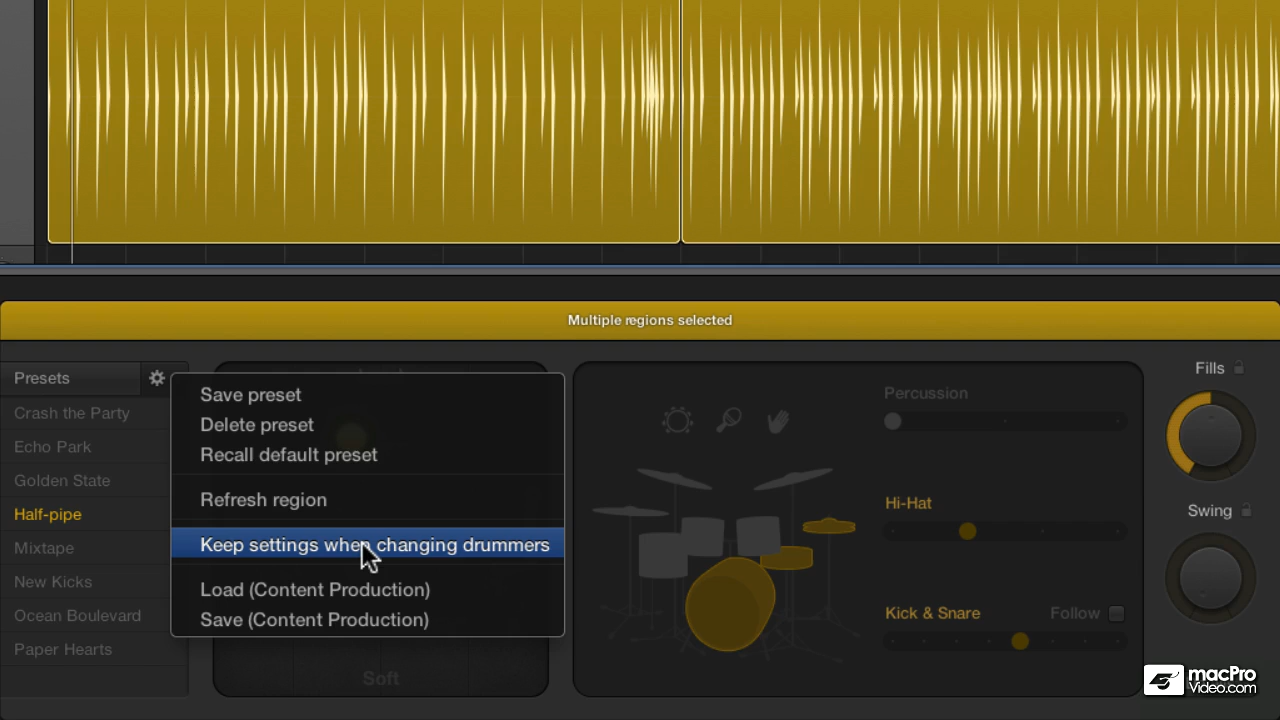 Multiple regions selected
Presets
Crash the Party
Echo Park
Golden State
Half-pipe
Mixtape
New Kicks
Ocean Boulevard
Paper Hearts
Save preset
Delete preset
Recall default preset
Refresh region
Keep settings when changing drummers
Load (Content Production)
Save (Content Production)
Soft
Percussion
Hi-Hat
Kick & Snare
Follow
Fills
Swing
macPro
Video.com